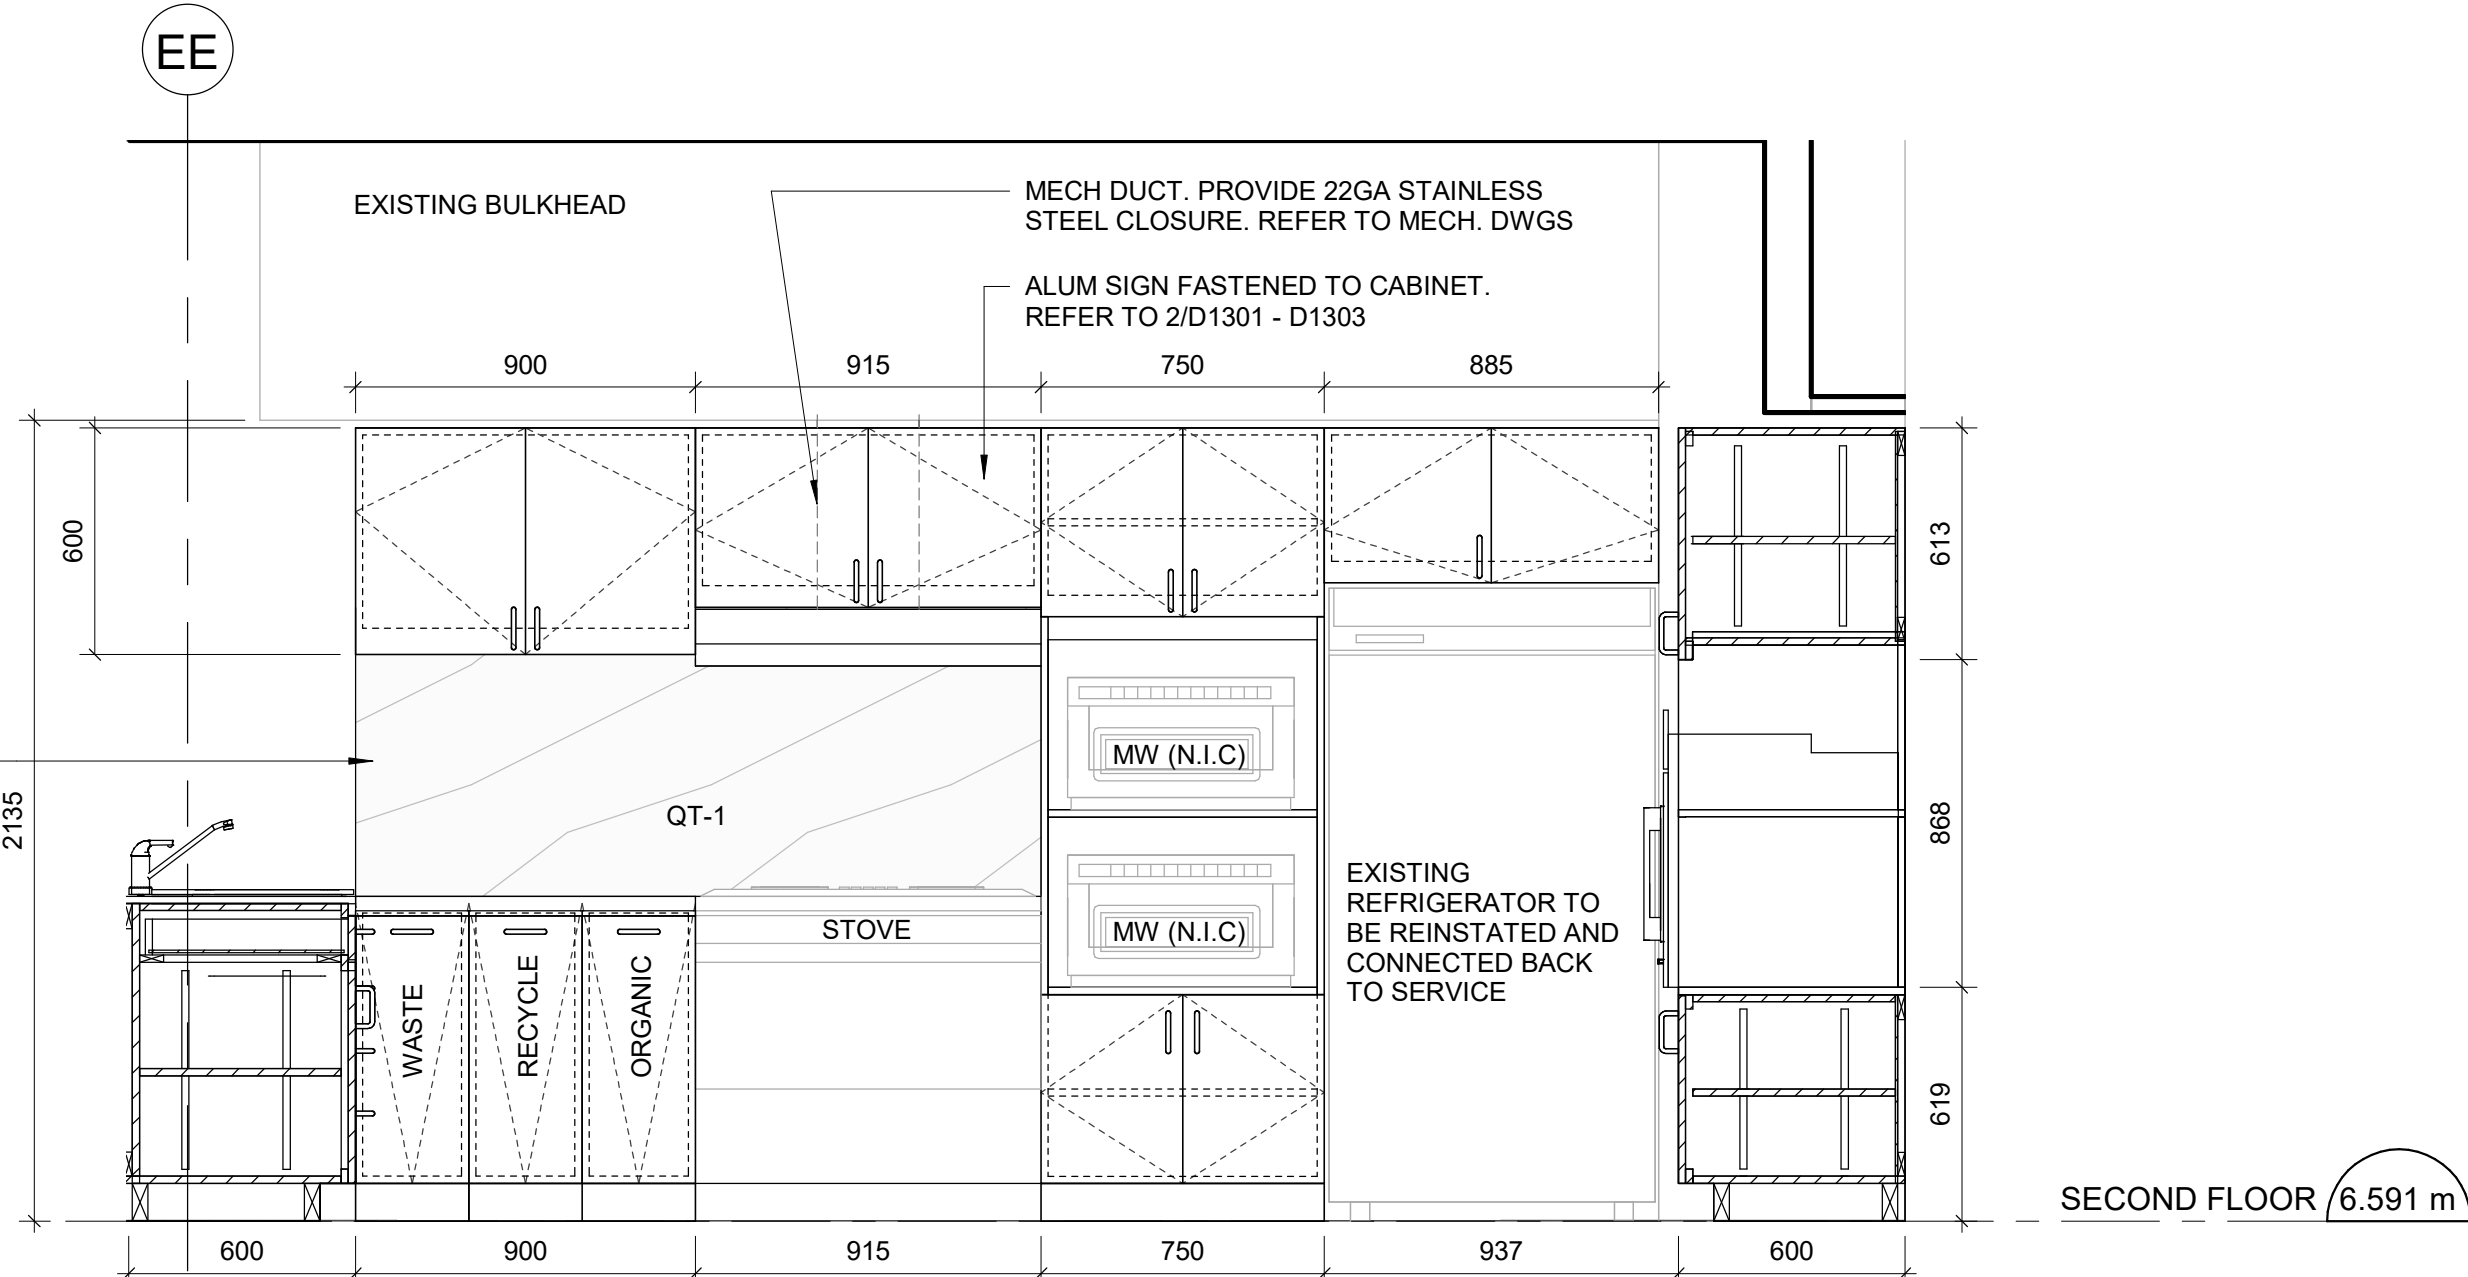 EE
EXISTING BULKHEAD
MECH DUCT. PROVIDE 22GA STAINLESS
STEEL CLOSURE. REFER TO MECH. DWGS
ALUM SIGN FASTENED TO CABINET.
REFER TO 2/D1301 - D1303
900
915
750
885
600
613
2135
MW (N.I.C)
QT-1
868
EXISTING
REFRIGERATOR TO
BE REINSTATED AND
CONNECTED BACK
TO SERVICE
STOVE
MW (N.I.C)
WASTE
RECYCLE
ORGANIC
619
SECOND FLOOR
6.591 m
600
900
915
750
937
600